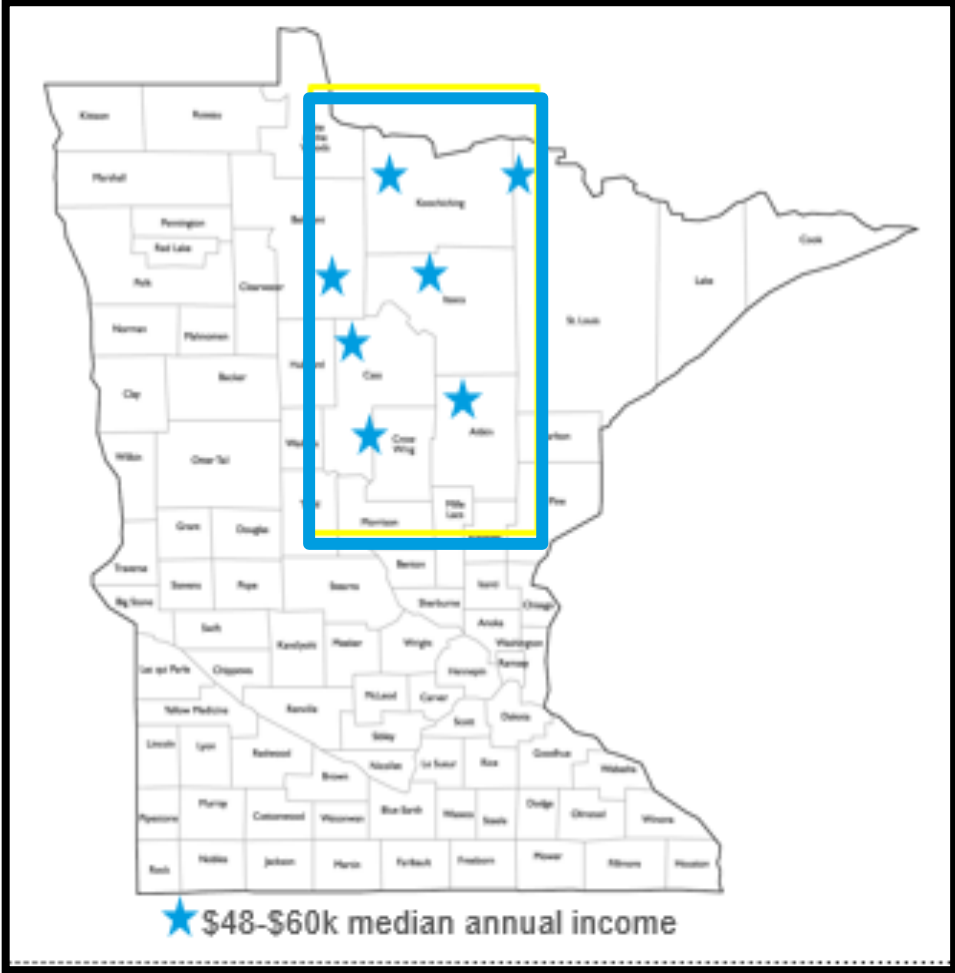 Kittson
Roseau
Marshall
Koochiching
Pennington
Red Lake
Cook
Polk
Clearwater
Itasca
Lake
St. Louis
Norman
Mahnomen
Becker
Cass
Clay
Crow
Wing
Aitkin
Wilkin
Otter Tail
Pine
Mille
Lacs
Morrison
Grant
Douglas
Benton
Traverse
Stevens
Pope
Stearns
Isanti
Big Stone
Sherburne
Chisago
Anoka
Swift
Kandiyohi
Meeker
Wright
Washington
Hennepin
Ramsey
Lac qui Parle
Chippewa
McLeod
Carver
Yellow Medicine
Renville
Scott
Dakota
Sibley
Lincoln
Lyon
Redwood
Nicollet
Le Sueur
Rice
Goodhue
Wabasha
Brown
Pipestone
Murray
Cottonwood
Watonwan
Blue Earth
Waseca
Steele
Dodge
Olmsted
Winona
Rock
Nobles
Jackson
Martin
Faribault
Freeborn
Mower
Fillmore
Houston
$48-$60k median annual income